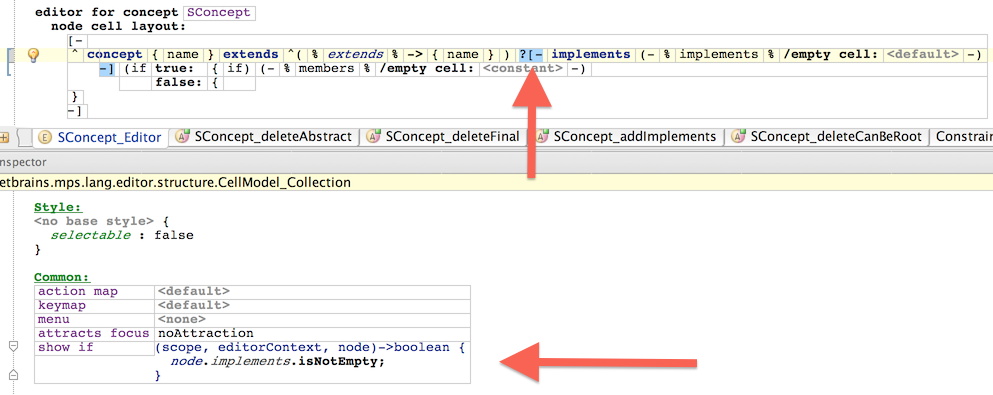 editor for concept SConcept
node cell layout:
[-
^ concept { name } extends ^( % extends % -> { name } ) ?[- implements (- % implements % /empty cell: <default> -)
-] (if true: { if) (- % members % /empty cell: <constant> -)
false: {
}
-]
SConcept_Editor SConcept_deleteAbstract SConcept_deleteFinal SConcept_addImplements SConcept_deleteCanBeRoot Constrain
nspector
etbrains.mps.lang.editor.structure.CellModel_Collection
Style:
<no base style> {
selectable : false
}
Common:
action map <default>
keymap <default>
menu <none>
attracts focus noAttraction
show if (scope, editorContext, node)->boolean {
node.implements.isNotEmpty;
}